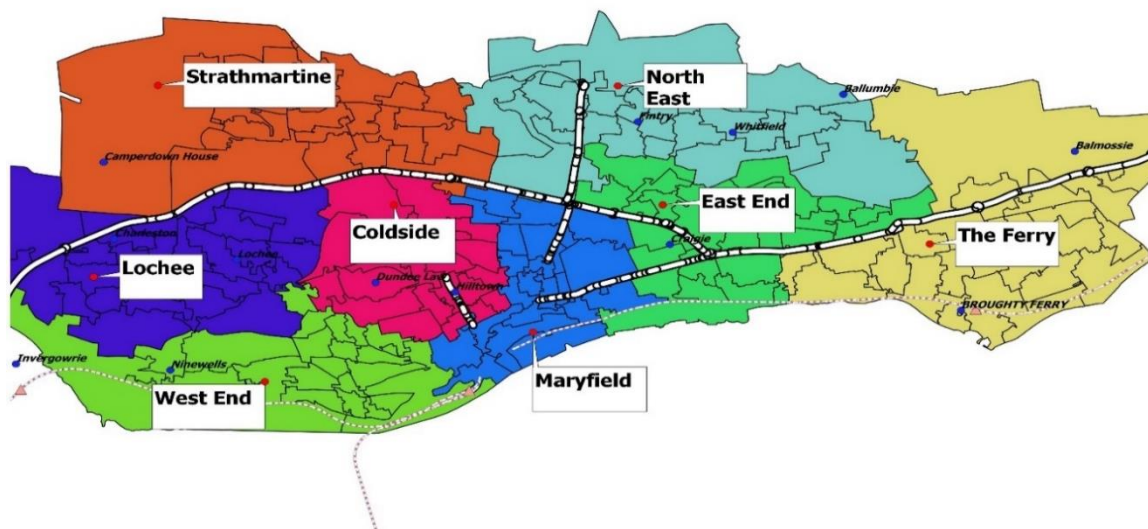 Strathmartine
North
East
Ballumbie
Fintry
Whitfield
Balmossie
Camperdown House
East End
Coldside
Craigie
The Ferry
Charleston
Lochee
Lochee
Dundee Law
Hilltown
BROUGHTY FERRY
Invergowrie
Ninewells
West End
Maryfield